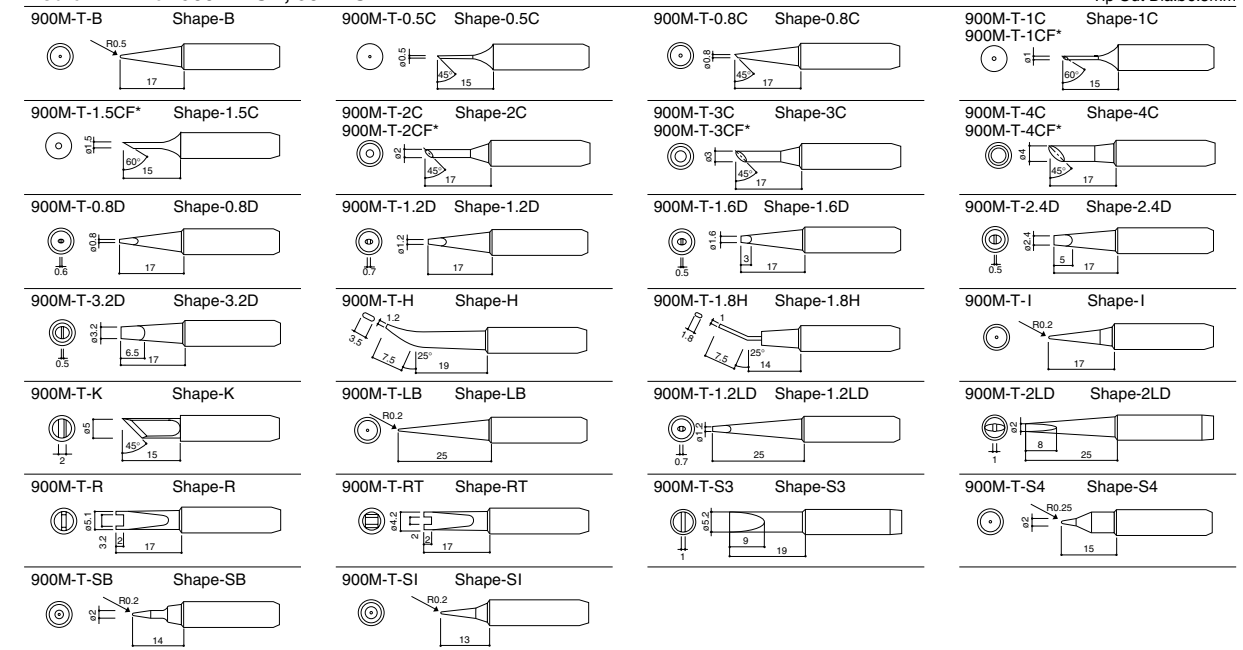 900M-T-B Shape-B
R0.5
17
900M-T-0.5C Shape-0.5C
ø0.5
45°
15
900M-T-0.8C Shape-0.8C
ø0.8
45°
17
900M-T-1C Shape-1C
900M-T-1CF*
ø1
60°
15
900M-T-1.5CF* Shape-1.5C
ø1.5
60°
15
900M-T-2C Shape-2C
900M-T-2CF*
ø2
45°
17
900M-T-3C Shape-3C
900M-T-3CF*
ø3
45°
17
900M-T-4C Shape-4C
900M-T-4CF*
ø4
45°
17
900M-T-0.8D Shape-0.8D
ø0.8
0.6
17
900M-T-1.2D Shape-1.2D
ø1.2
0.7
17
900M-T-1.6D Shape-1.6D
ø1.6
0.5
3
17
900M-T-2.4D Shape-2.4D
ø2.4
0.5
5
17
900M-T-3.2D Shape-3.2D
ø3.2
0.5
6.5
17
900M-T-H Shape-H
1.2
3.5
7.5
25°
19
900M-T-1.8H Shape-1.8H
1
1.8
7.5
25°
14
900M-T-I Shape-I
R0.2
17
900M-T-K Shape-K
ø5
2
45°
15
900M-T-LB Shape-LB
R0.2
25
900M-T-1.2LD Shape-1.2LD
ø1.2
0.7
25
900M-T-2LD Shape-2LD
ø2
1
8
25
900M-T-R Shape-R
ø5.1
3.2
2
17
900M-T-RT Shape-RT
ø4.2
2
2
17
900M-T-S3 Shape-S3
ø5.2
1
9
19
900M-T-S4 Shape-S4
R0.25
ø2
15
900M-T-SB Shape-SB
R0.2
ø2
14
900M-T-SI Shape-SI
R0.2
13